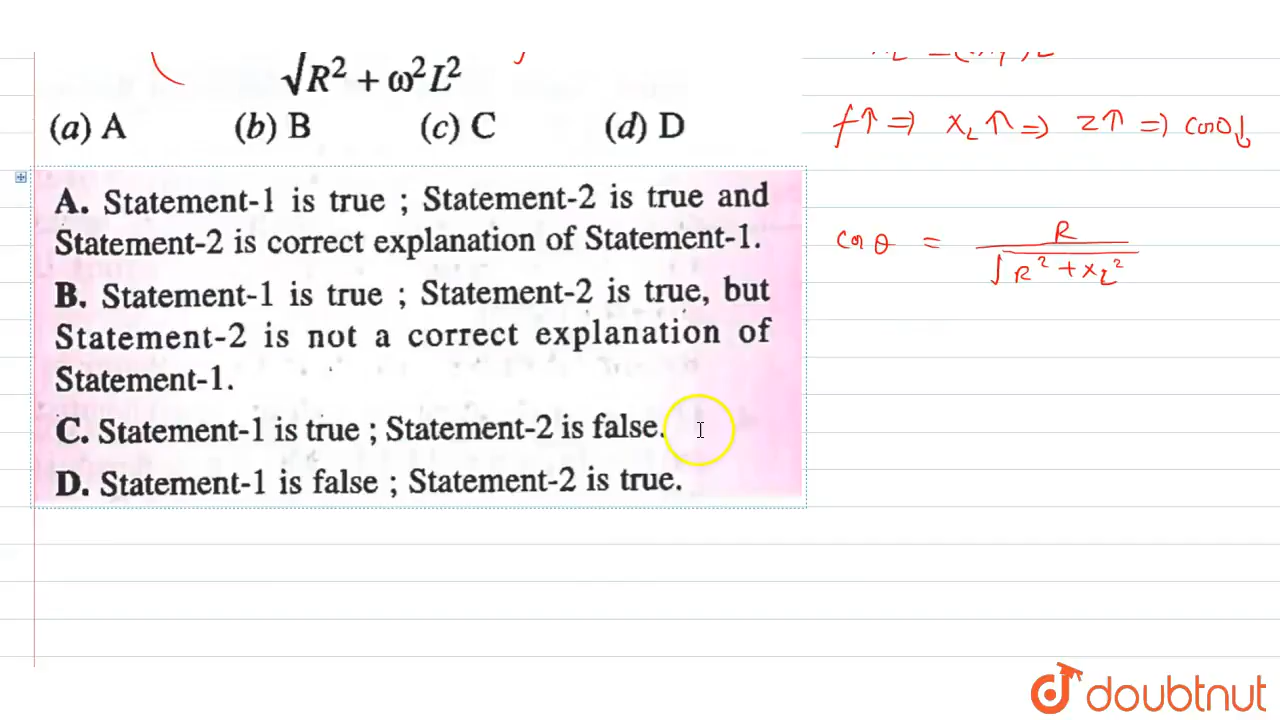 √R² + ω²L²
(a) A (b) B (c) C (d) D
A. Statement-1 is true ; Statement-2 is true and
Statement-2 is correct explanation of Statement-1.
B. Statement-1 is true ; Statement-2 is true, but
Statement-2 is not a correct explanation of
Statement-1.
C. Statement-1 is true ; Statement-2 is false.
D. Statement-1 is false ; Statement-2 is true.
f↑ ⇒ X_L ↑ ⇒ Z↑ ⇒ cosθ↓
cos θ = R / √R² + X_L²
doubtnut